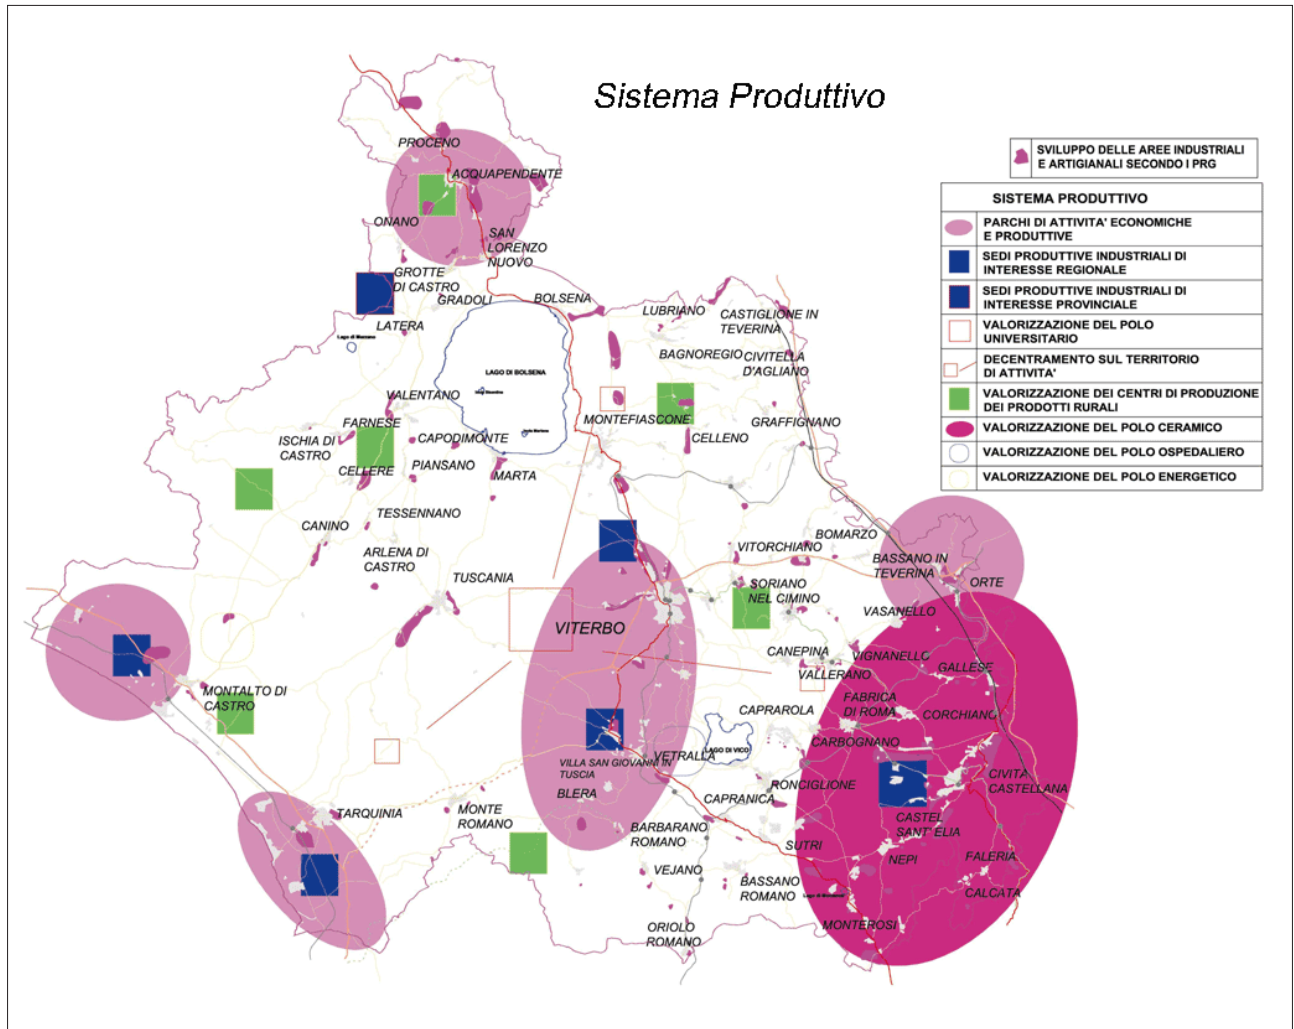 Sistema Produttivo
SVILUPPO DELLE AREE INDUSTRIALI
E ARTIGIANALI SECONDO I PRG
SISTEMA PRODUTTIVO
PARCHI DI ATTIVITA' ECONOMICHE
E PRODUTTIVE
SEDI PRODUTTIVE INDUSTRIALI DI
INTERESSE REGIONALE
SEDI PRODUTTIVE INDUSTRIALI DI
INTERESSE PROVINCIALE
VALORIZZAZIONE DEL POLO
UNIVERSITARIO
DECENTRAMENTO SUL TERRITORIO
DI ATTIVITA'
VALORIZZAZIONE DEI CENTRI DI PRODUZIONE
DEI PRODOTTI RURALI
VALORIZZAZIONE DEL POLO CERAMICO
VALORIZZAZIONE DEL POLO OSPEDALIERO
VALORIZZAZIONE DEL POLO ENERGETICO
PROCENO
ACQUAPENDENTE
ONANO
SAN
LORENZO
NUOVO
GROTTE
DI CASTRO
GRADOLI
BOLSENA
LATERA
LUBRIANO
CASTIGLIONE IN
TEVERINA
BAGNOREGIO
CIVITELLA
D'AGLIANO
LAGO DI BOLSENA
VALENTANO
FARNESE
ISCHIA DI
CASTRO
CAPODIMONTE
MONTEFIASCONE
CELLENO
GRAFFIGNANO
CELLERE
PIANSANO
MARTA
CANINO
TESSENNANO
ARLENA DI
CASTRO
TUSCANIA
VITORCHIANO
BOMARZO
BASSANO IN
TEVERINA
ORTE
SORIANO
NEL CIMINO
VASANELLO
VITERBO
CANEPINA
VIGNANELLO
VALLERANO
GALLESE
MONTALTO DI
CASTRO
FABRICA
DI ROMA
CORCHIANO
CAPRAROLA
CARBOGNANO
VETRALLA
LAGO DI VICO
VILLA SAN GIOVANNI IN
TUSCIA
BLERA
RONCIGLIONE
CIVITA
CASTELLANA
CAPRANICA
CASTEL
SANT' ELIA
TARQUINIA
MONTE
ROMANO
BARBARANO
ROMANO
SUTRI
NEPI
FALERIA
VEJANO
BASSANO
ROMANO
CALCATA
MONTEROSI
ORIOLO
ROMANO